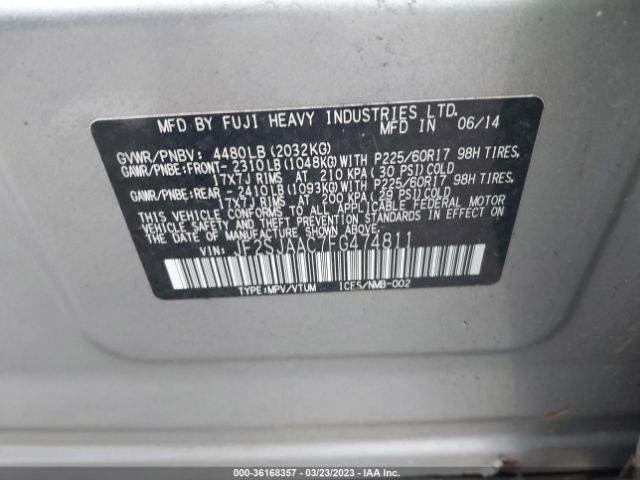 MFD BY FUJI HEAVY INDUSTRIES LTD.
MFD IN 06/14
GVWR/PNBV: 4480LB(2032KG)
GAWR/PNBE:FRONT-2310LB(1048KG)WITH P225/60R17 98H TIRES,
17X7J RIMS AT 210 KPA(30 PSI)COLD
GAWR/PNBE:REAR -2410LB(1093KG)WITH P225/60R17 98H TIRES,
17X7J RIMS AT 200 KPA(29 PSI)COLD
THIS VEHICLE CONFORMS TO ALL APPLICABLE FEDERAL MOTOR
VEHICLE SAFETY AND BUMPER STANDARDS IN EFFECT ON THE
DATE OF MANUFACTURE SHOWN ABOVE.
VIN: JF2SJAAC7FG474811
TYPE:MPV/VTUM 1CFS/NMB-002
000-36168357 / 03/23/2023 - IAA Inc.